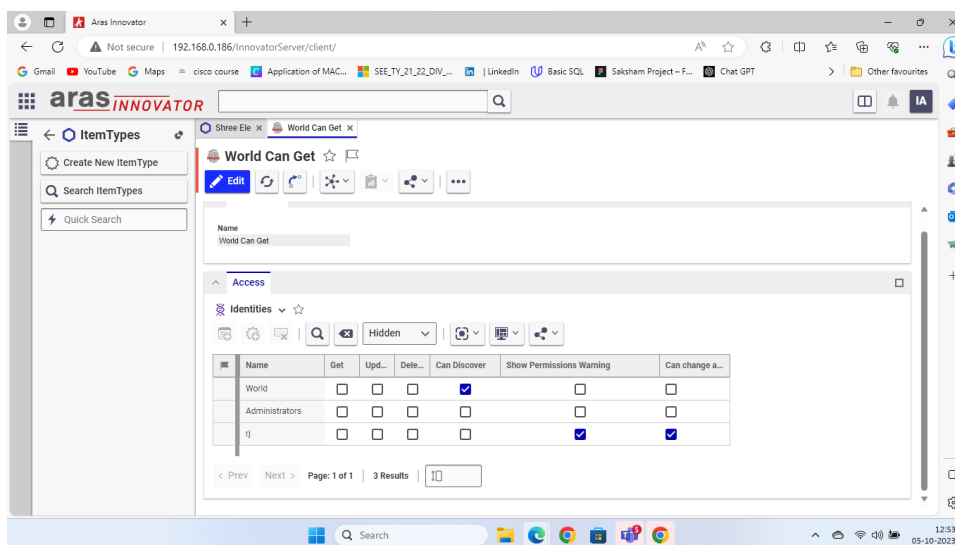 Aras Innovator
Not secure 192.168.0.186/InnovatorServer/client/
Gmail YouTube Maps cisco course Application of MAC... SEE_TY_21_22_DIV_... | LinkedIn Basic SQL Saksham Project – F... Chat GPT Other favourites
aras INNOVATOR IA
ItemTypes
Create New ItemType
Search ItemTypes
Quick Search
Shree Ele World Can Get
World Can Get
Edit
Name
World Can Get
Access
Identities
Hidden
Name Get Upd... Dele... Can Discover Show Permissions Warning Can change a...
World
Administrators
rj
< Prev Next > Page: 1 of 1 3 Results
Search
12:53
05-10-2023